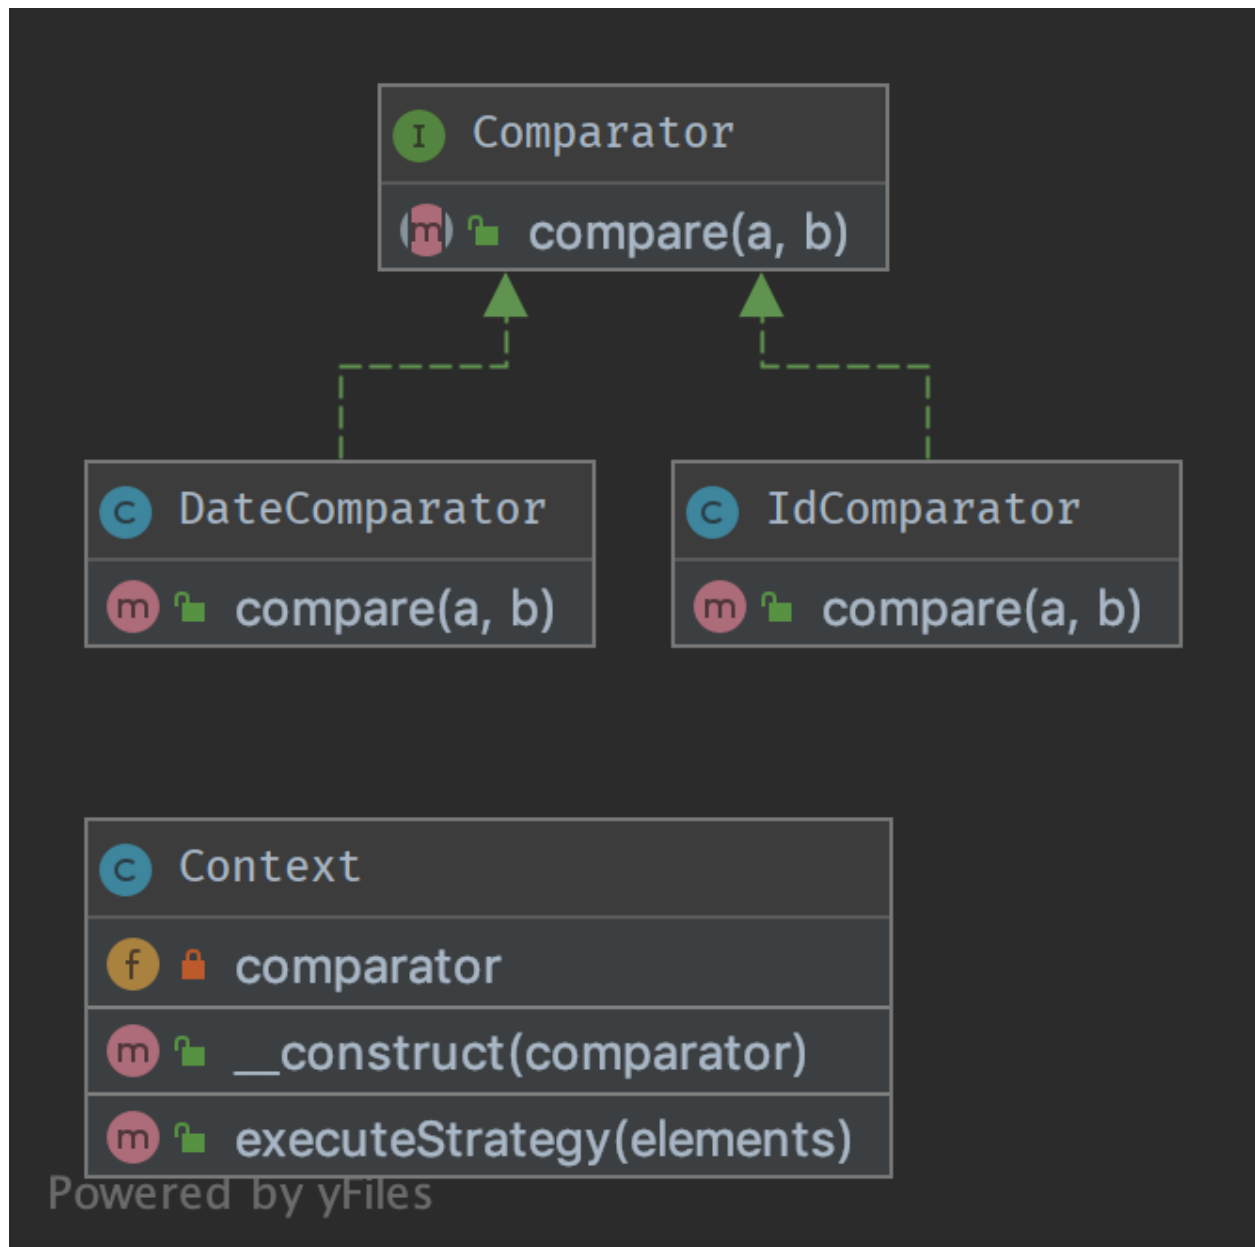 I Comparator
m compare(a, b)
C DateComparator
m compare(a, b)
C IdComparator
m compare(a, b)
C Context
f comparator
m __construct(comparator)
m executeStrategy(elements)
Powered by yFiles